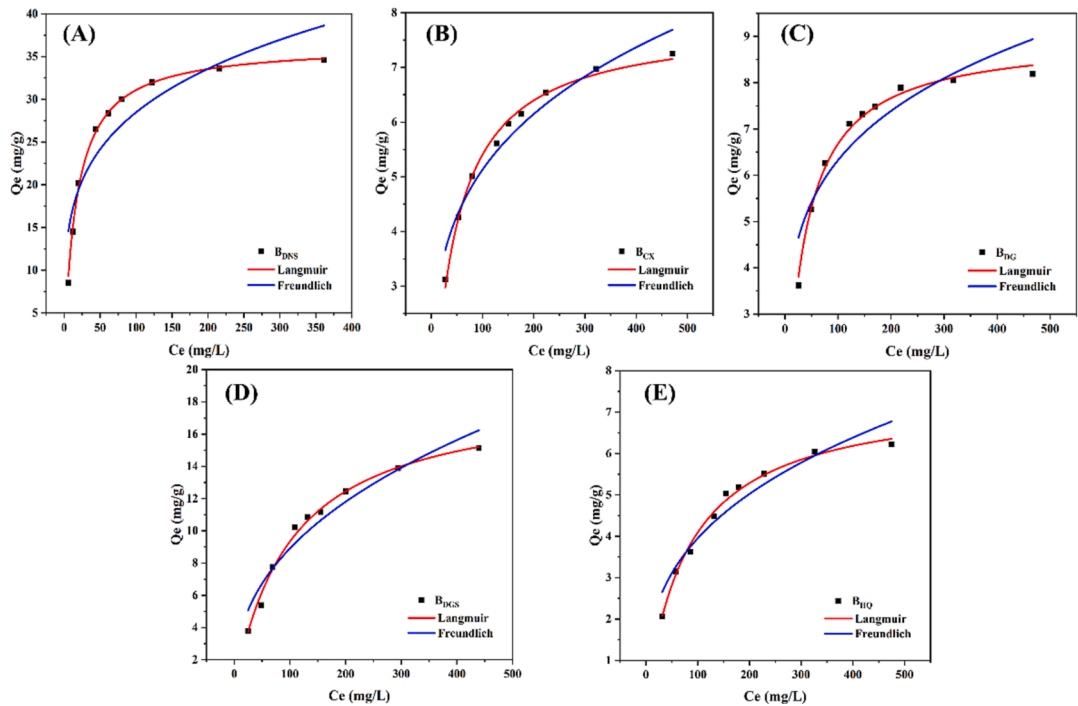 (A)
40
35
30
25
20
15
10
5
Qe (mg/g)
B_DNS
Langmuir
Freundlich
0 50 100 150 200 250 300 350 400
Ce (mg/L)
(B)
8
7
6
5
4
3
Qe (mg/g)
B_CX
Langmuir
Freundlich
0 100 200 300 400 500
Ce (mg/L)
(C)
9
8
7
6
5
4
3
Qe (mg/g)
B_DG
Langmuir
Freundlich
0 100 200 300 400 500
Ce (mg/L)
(D)
20
18
16
14
12
10
8
6
4
2
Qe (mg/g)
B_DGS
Langmuir
Freundlich
0 100 200 300 400 500
Ce (mg/L)
(E)
8
7
6
5
4
3
2
1
Qe (mg/g)
B_HQ
Langmuir
Freundlich
0 100 200 300 400 500
Ce (mg/L)